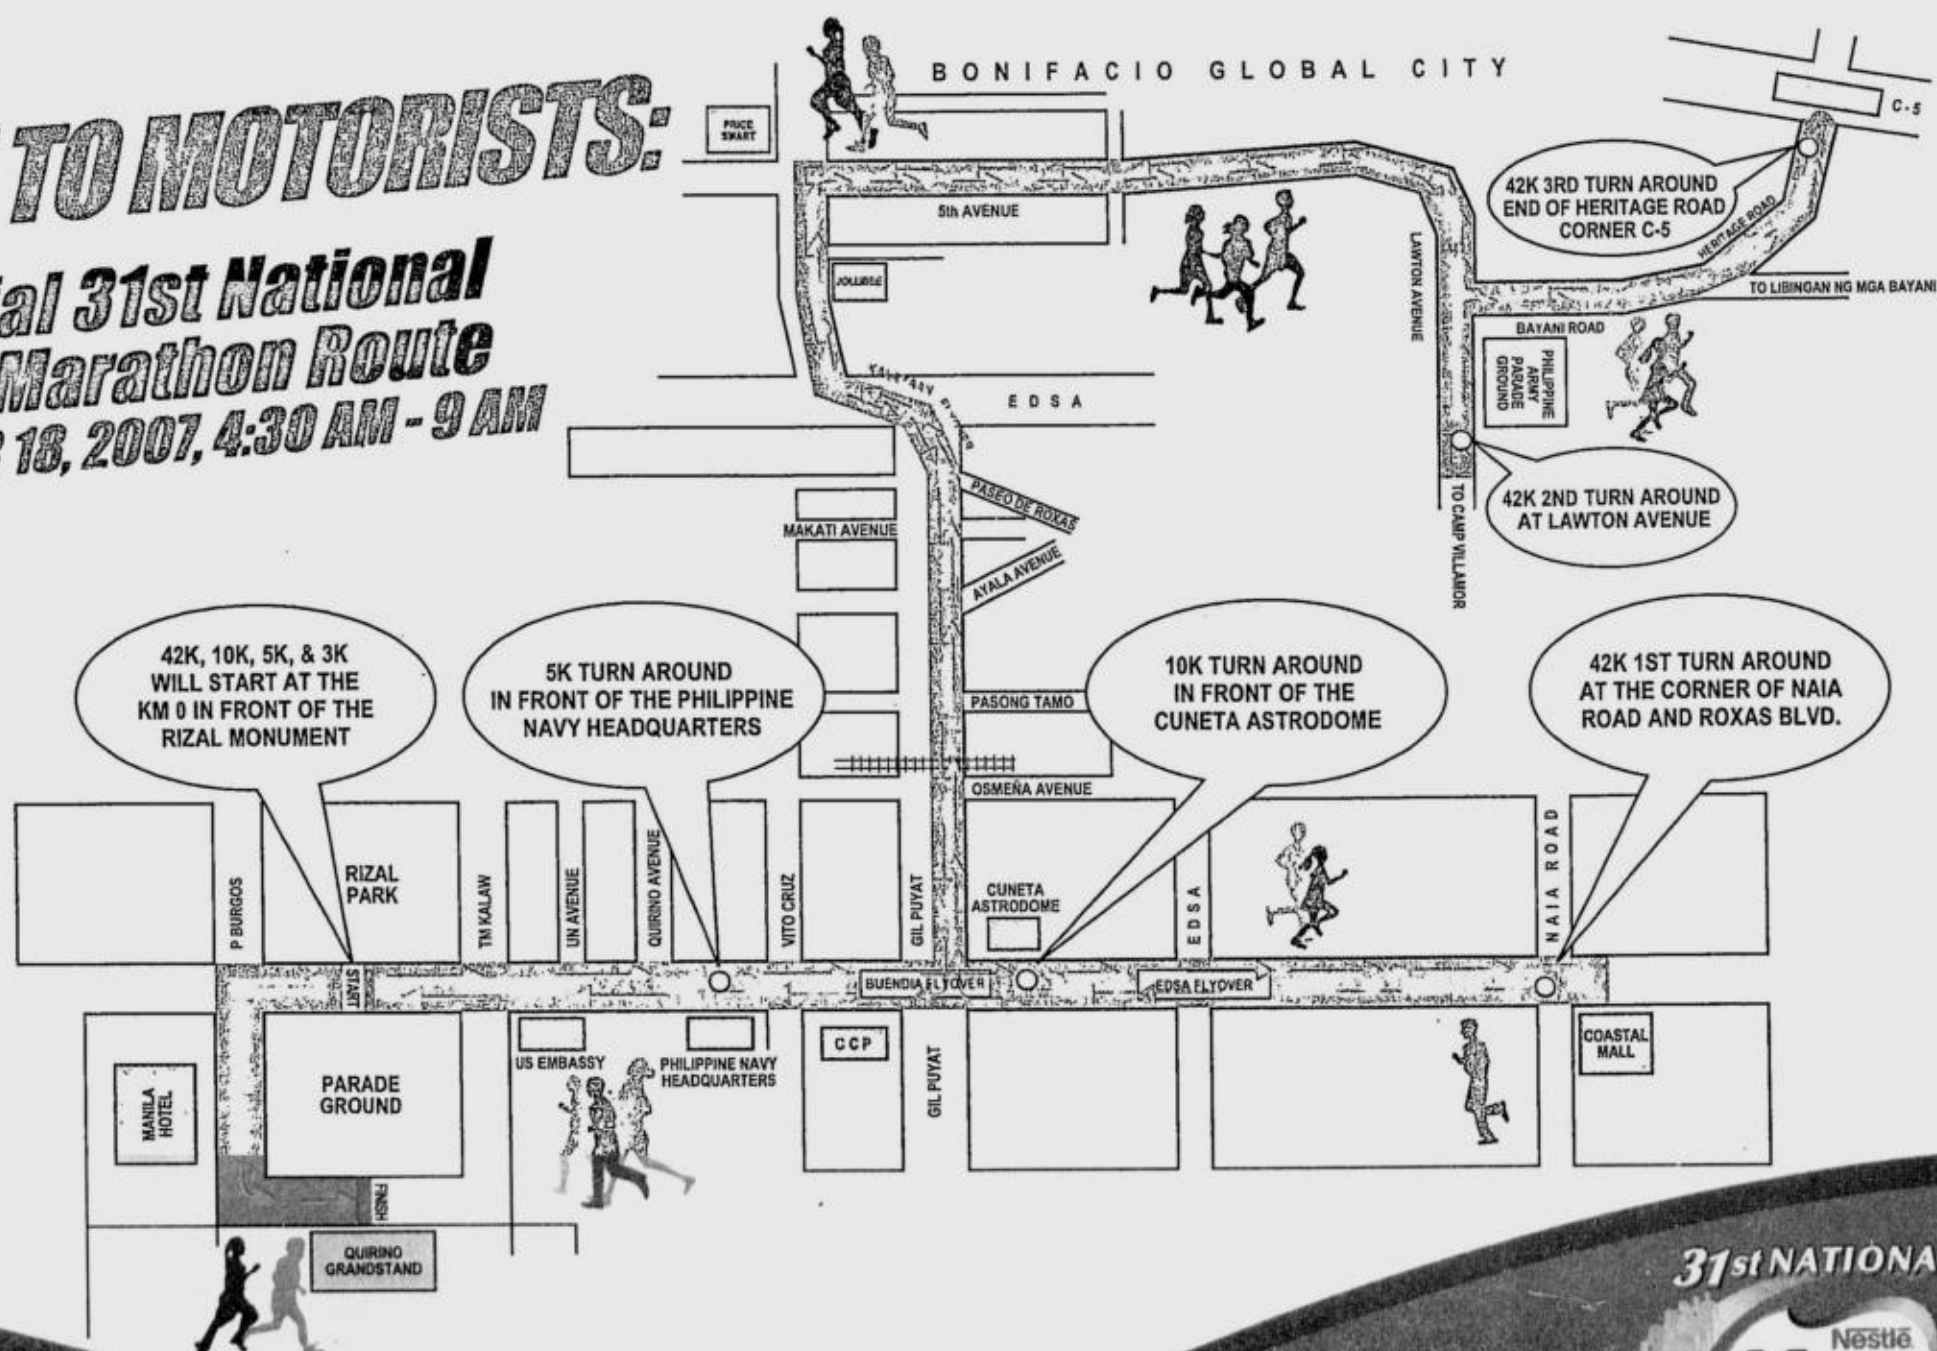 TO MOTORISTS:
al 31st National
Marathon Route
18, 2007, 4:30 AM - 9 AM
BONIFACIO GLOBAL CITY
PRICE
SMART
C-5
42K 3RD TURN AROUND
END OF HERITAGE ROAD
CORNER C-5
HERITAGE ROAD
5th AVENUE
LAWTON AVENUE
JOLLIBEE
TO LIBINGAN NG MGA BAYANI
BAYANI ROAD
PHILIPPINE
ARMY
PARADE
GROUND
EDSA
PASEO DE ROXAS
42K 2ND TURN AROUND
AT LAWTON AVENUE
TO CAMP VILLAMOR
MAKATI AVENUE
AYALA AVENUE
42K, 10K, 5K, & 3K
WILL START AT THE
KM 0 IN FRONT OF THE
RIZAL MONUMENT
5K TURN AROUND
IN FRONT OF THE PHILIPPINE
NAVY HEADQUARTERS
10K TURN AROUND
IN FRONT OF THE
CUNETA ASTRODOME
42K 1ST TURN AROUND
AT THE CORNER OF NAIA
ROAD AND ROXAS BLVD.
PASONG TAMO
OSMEÑA AVENUE
P BURGOS
RIZAL
PARK
TM KALAW
UN AVENUE
QUIRINO AVENUE
VITO CRUZ
GIL PUYAT
CUNETA
ASTRODOME
EDSA
NAIA ROAD
START
BUENDIA FLYOVER
EDSA FLYOVER
MANILA
HOTEL
PARADE
GROUND
US EMBASSY
PHILIPPINE NAVY
HEADQUARTERS
CCP
GIL PUYAT
COASTAL
MALL
FINISH
QUIRINO
GRANDSTAND
31st NATIONA
Nestlé